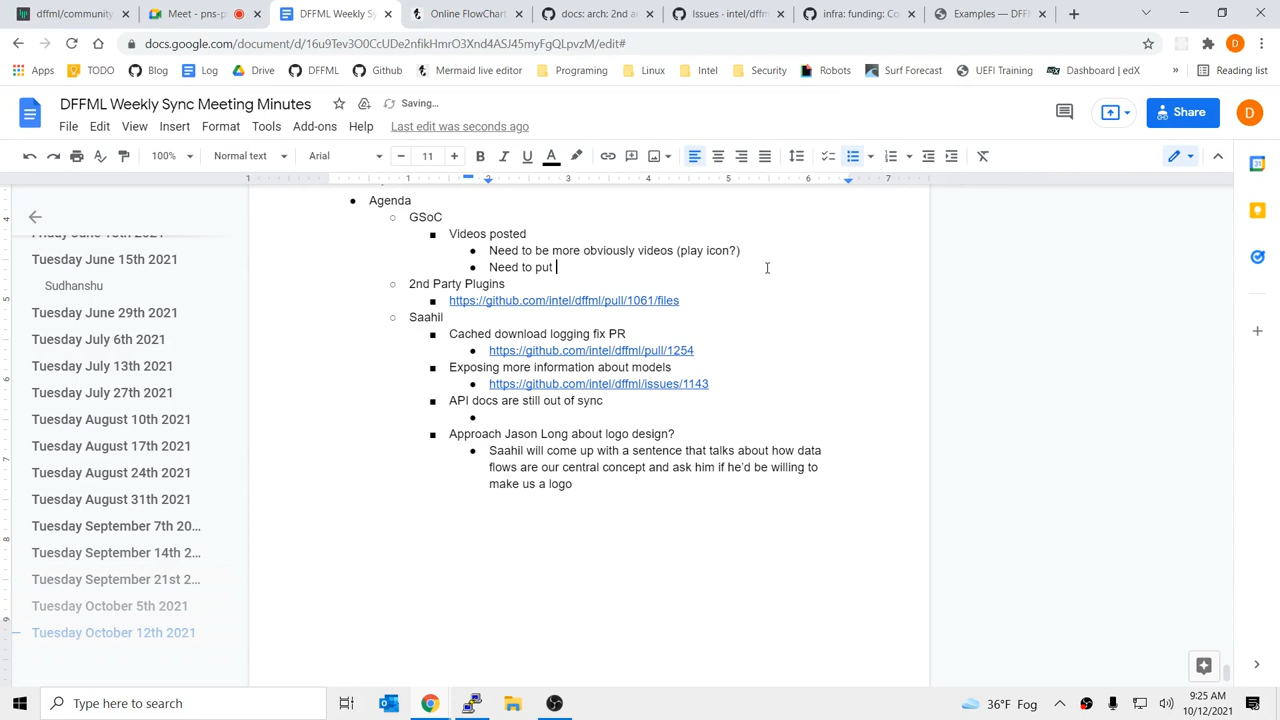 dffml/community
Meet - pns-p
DFFML Weekly Sy
Online FlowChart
docs: arch: 2nd a
Issues · intel/dffm
infra: funding: Co
Examples — DFF
docs.google.com/document/d/16u9Tev3O0CcUDe2nfikHmrO3Xnd4ASJ45myFgQLpvzM/edit#
Apps
TODO
Blog
Log
Drive
DFFML
Github
Mermaid live editor
Programing
Linux
Intel
Security
Robots
Surf Forecast
UEFI Training
Dashboard | edX
»
Reading list
DFFML Weekly Sync Meeting Minutes
Saving…
Share
D
File Edit View Insert Format Tools Add-ons Help Last edit was seconds ago
100% Normal text Arial 11
1 1 2 3 4 5 6 7
Tuesday June 15th 2021
Sudhanshu
Tuesday June 29th 2021
Tuesday July 6th 2021
Tuesday July 13th 2021
Tuesday July 27th 2021
Tuesday August 10th 2021
Tuesday August 17th 2021
Tuesday August 24th 2021
Tuesday August 31th 2021
Tuesday September 7th 20...
Tuesday September 14th 2...
Tuesday September 21st 2...
Tuesday October 5th 2021
Tuesday October 12th 2021
● Agenda
○ GSoC
■ Videos posted
● Need to be more obviously videos (play icon?)
● Need to put
○ 2nd Party Plugins
■ https://github.com/intel/dffml/pull/1061/files
○ Saahil
■ Cached download logging fix PR
● https://github.com/intel/dffml/pull/1254
■ Exposing more information about models
● https://github.com/intel/dffml/issues/1143
■ API docs are still out of sync
●
■ Approach Jason Long about logo design?
● Saahil will come up with a sentence that talks about how data
flows are our central concept and ask him if he'd be willing to
make us a logo
Type here to search
36°F Fog
9:25 AM
10/12/2021